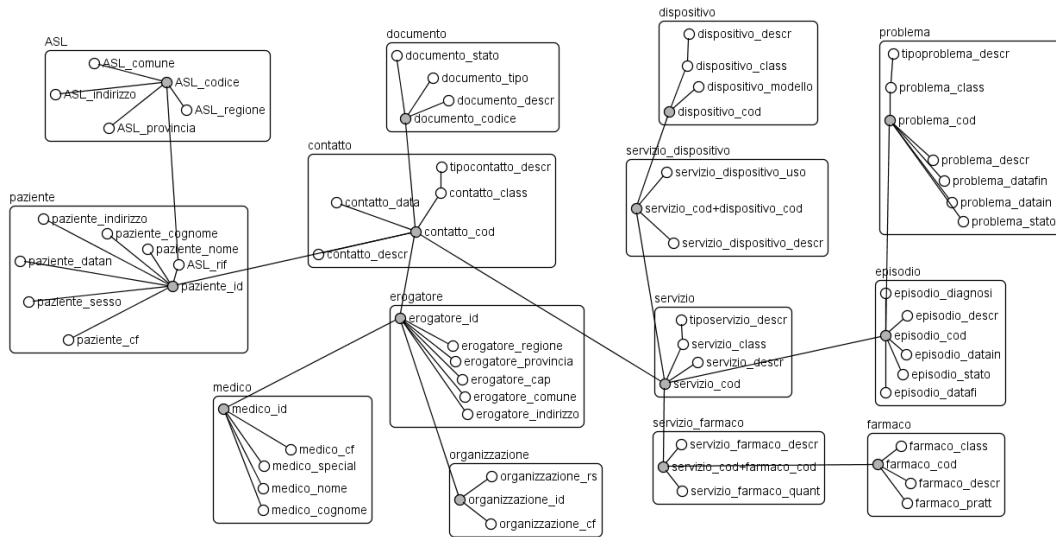 ASL
ASL_comune
ASL_codice
ASL_indirizzo
ASL_regione
ASL_provincia
documento
documento_stato
documento_tipo
documento_descr
documento_codice
dispositivo
dispositivo_descr
dispositivo_class
dispositivo_modello
dispositivo_cod
problema
tipoproblema_descr
problema_class
problema_cod
problema_descr
problema_datafin
problema_datain
problema_stato
contatto
tipocontatto_descr
contatto_class
contatto_data
contatto_cod
contatto_descr
servizio_dispositivo
servizio_dispositivo_uso
servizio_cod+dispositivo_cod
servizio_dispositivo_descr
paziente
paziente_indirizzo
paziente_cognome
paziente_nome
paziente_datan
ASL_rif
paziente_id
paziente_sesso
paziente_cf
erogatore
erogatore_id
erogatore_regione
erogatore_provincia
erogatore_cap
erogatore_comune
erogatore_indirizzo
servizio
tiposervizio_descr
servizio_class
servizio_descr
servizio_cod
episodio
episodio_diagnosi
episodio_descr
episodio_cod
episodio_datain
episodio_stato
episodio_datafi
medico
medico_id
medico_cf
medico_special
medico_nome
medico_cognome
organizzazione
organizzazione_rs
organizzazione_id
organizzazione_cf
servizio_farmaco
servizio_farmaco_descr
servizio_cod+farmaco_cod
servizio_farmaco_quant
farmaco
farmaco_class
farmaco_cod
farmaco_descr
farmaco_pratt